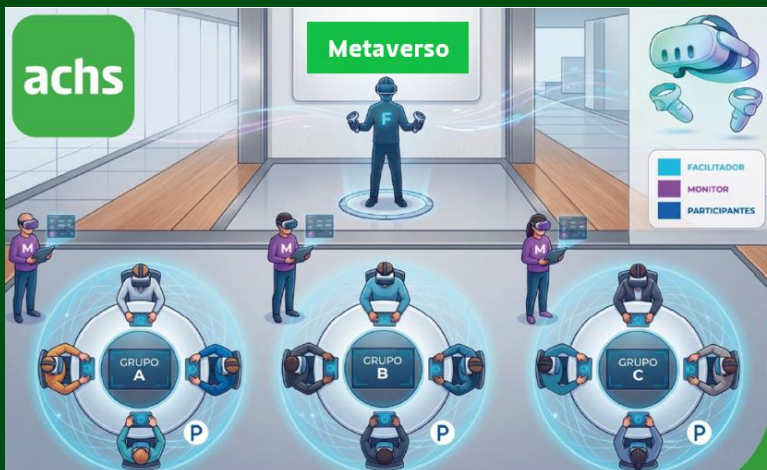 achs
Metaverso
F
FACILITADOR
MONITOR
PARTICIPANTES
M
M
M
GRUPO
A
P
GRUPO
B
P
GRUPO
C
P